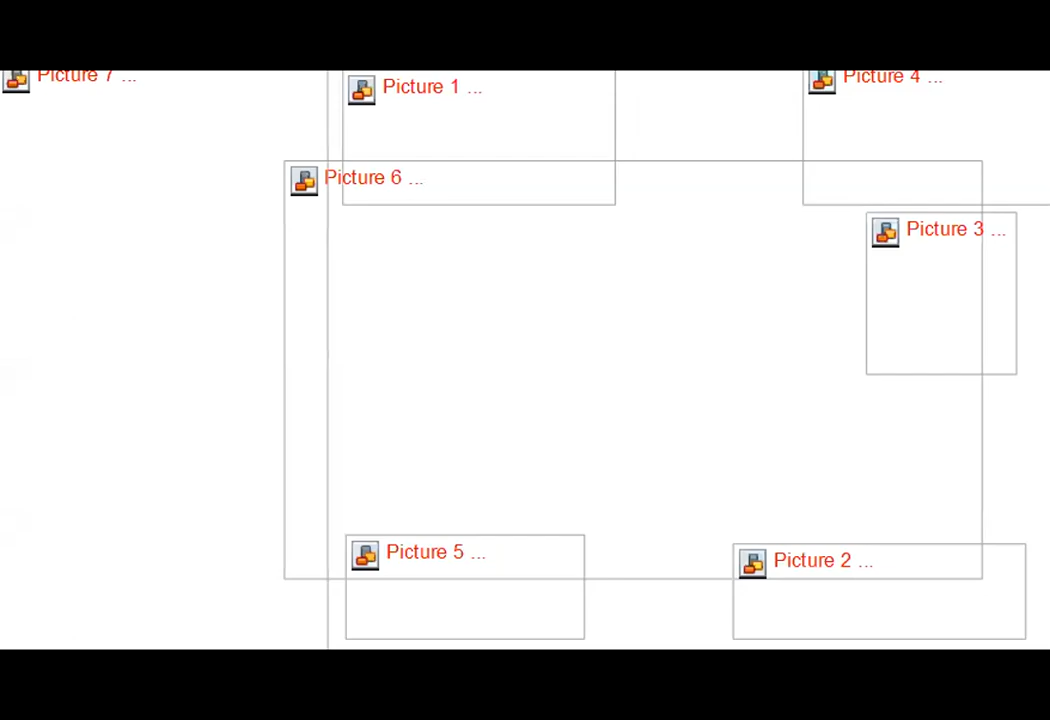 Picture 7 ...
Picture 1 ...
Picture 4 ...
Picture 6 ...
Picture 3 ...
Picture 5 ...
Picture 2 ...